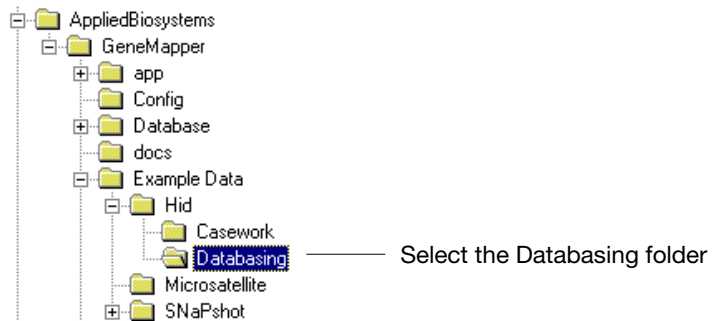 AppliedBiosystems
GeneMapper
app
Config
Database
docs
Example Data
Hid
Casework
Databasing Select the Databasing folder
Microsatellite
SNaPshot